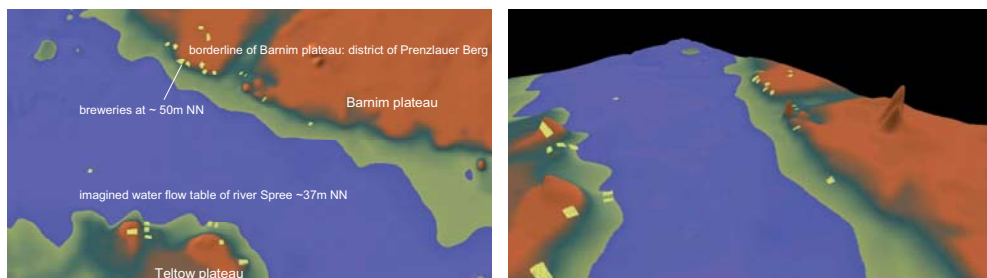 borderline of Barnim plateau: district of Prenzlauer Berg
Barnim plateau
breweries at ~ 50m NN
imagined water flow table of river Spree ~37m NN
Teltow plateau